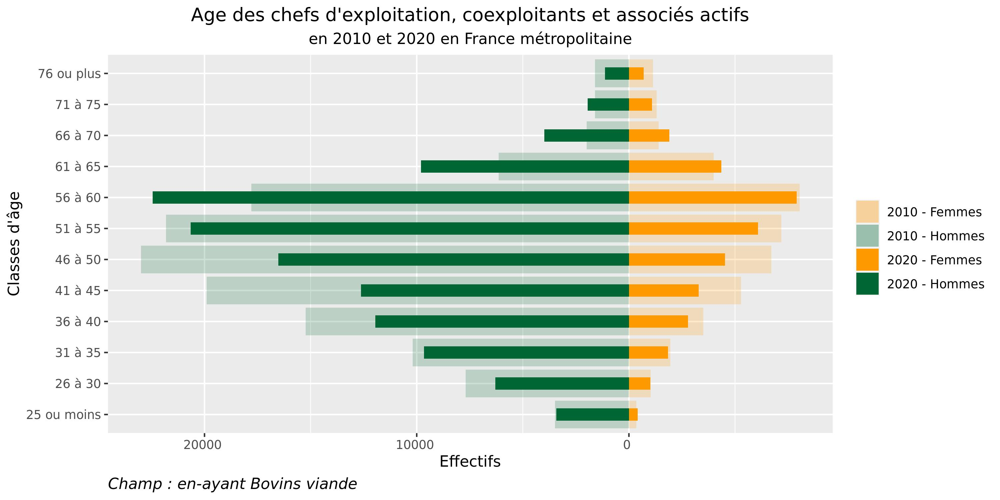 Age des chefs d'exploitation, coexploitants et associés actifs
en 2010 et 2020 en France métropolitaine
Classes d'âge
76 ou plus
71 à 75
66 à 70
61 à 65
56 à 60
51 à 55
46 à 50
41 à 45
36 à 40
31 à 35
26 à 30
25 ou moins
20000 10000 0
Effectifs
2010 - Femmes
2010 - Hommes
2020 - Femmes
2020 - Hommes
Champ : en-ayant Bovins viande